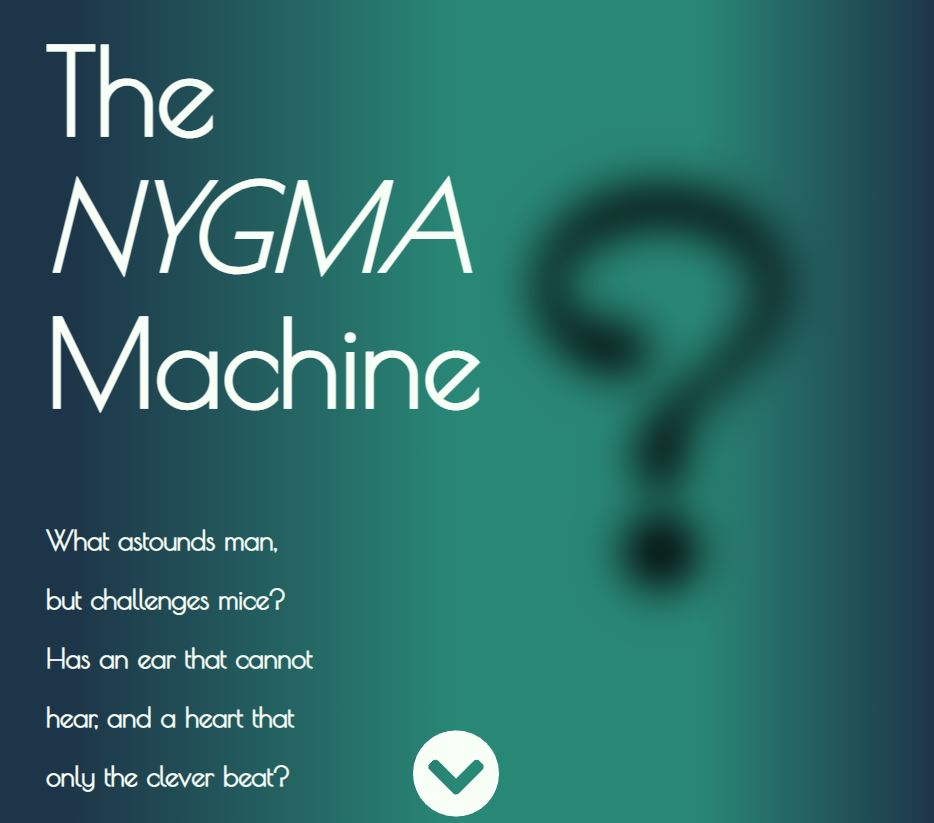 The
NYGMA
Machine
?
What astounds man,
but challenges mice?
Has an ear that cannot
hear, and a heart that
only the clever beat?